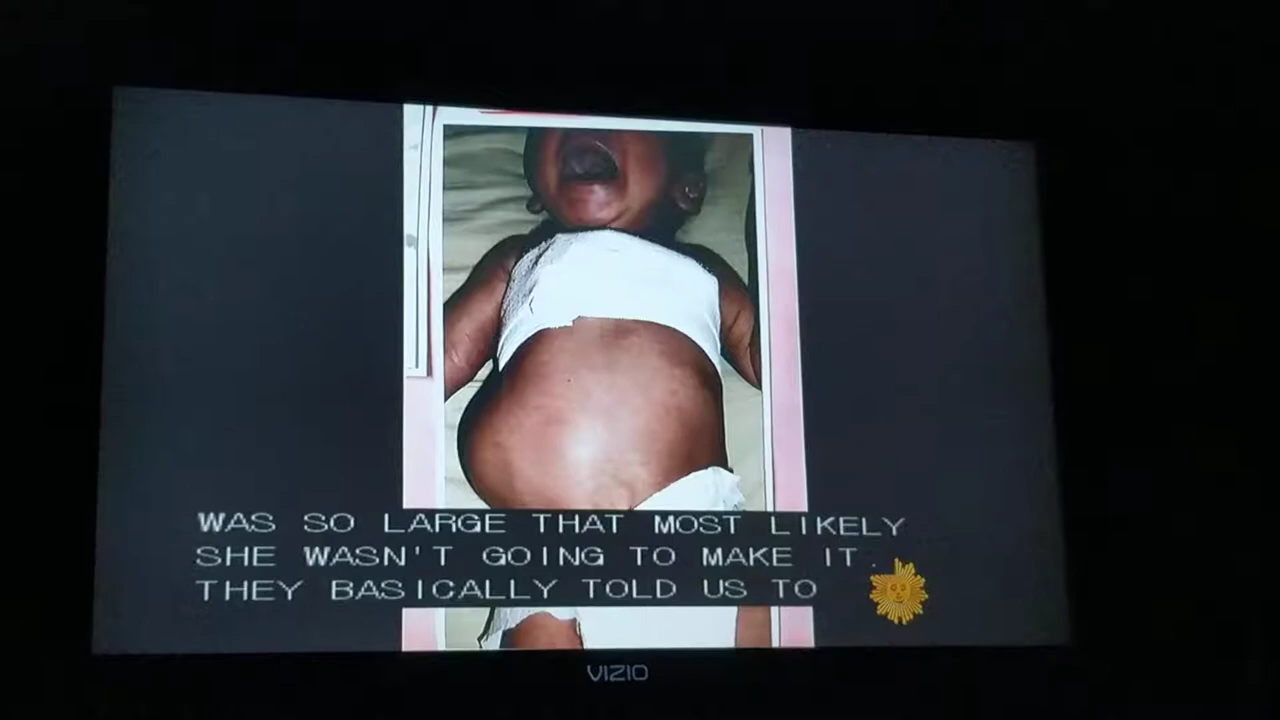 WAS SO LARGE THAT MOST LIKELY
SHE WASN'T GOING TO MAKE IT.
THEY BASICALLY TOLD US TO
VIZIO